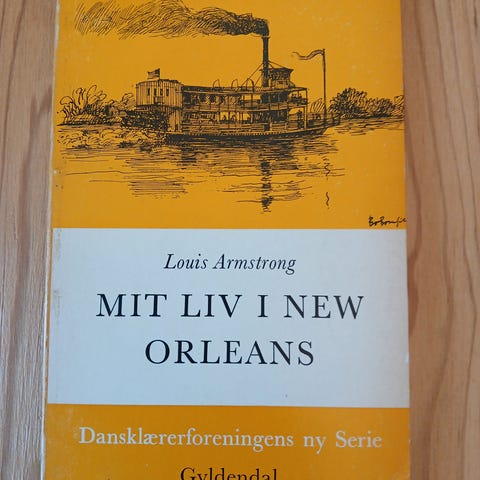 Louis Armstrong
MIT LIV I NEW
ORLEANS
Dansklærerforeningens ny Serie
Gyldendal